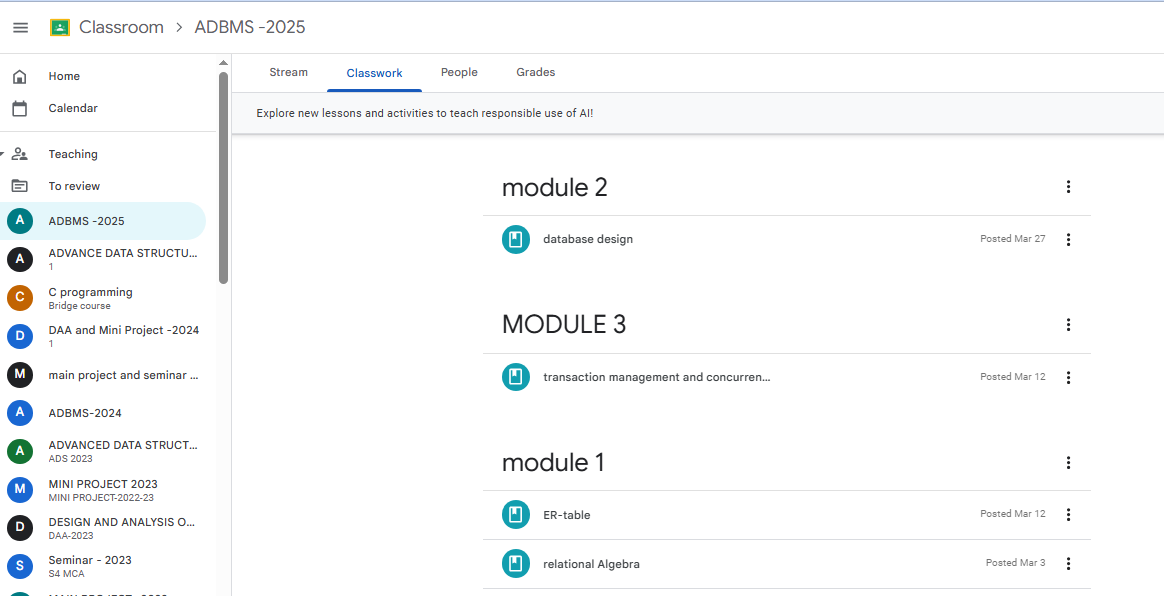 Classroom > ADBMS -2025
Home
Calendar
Teaching
To review
A ADBMS -2025
A ADVANCE DATA STRUCTU...
1
C C programming
Bridge course
D DAA and Mini Project -2024
1
M main project and seminar ...
A ADBMS-2024
A ADVANCED DATA STRUCT...
ADS 2023
M MINI PROJECT 2023
MINI PROJECT-2022-23
D DESIGN AND ANALYSIS O...
DAA-2023
S Seminar - 2023
S4 MCA
Stream Classwork People Grades
Explore new lessons and activities to teach responsible use of AI!
module 2
database design Posted Mar 27
MODULE 3
transaction management and concurren... Posted Mar 12
module 1
ER-table Posted Mar 12
relational Algebra Posted Mar 3